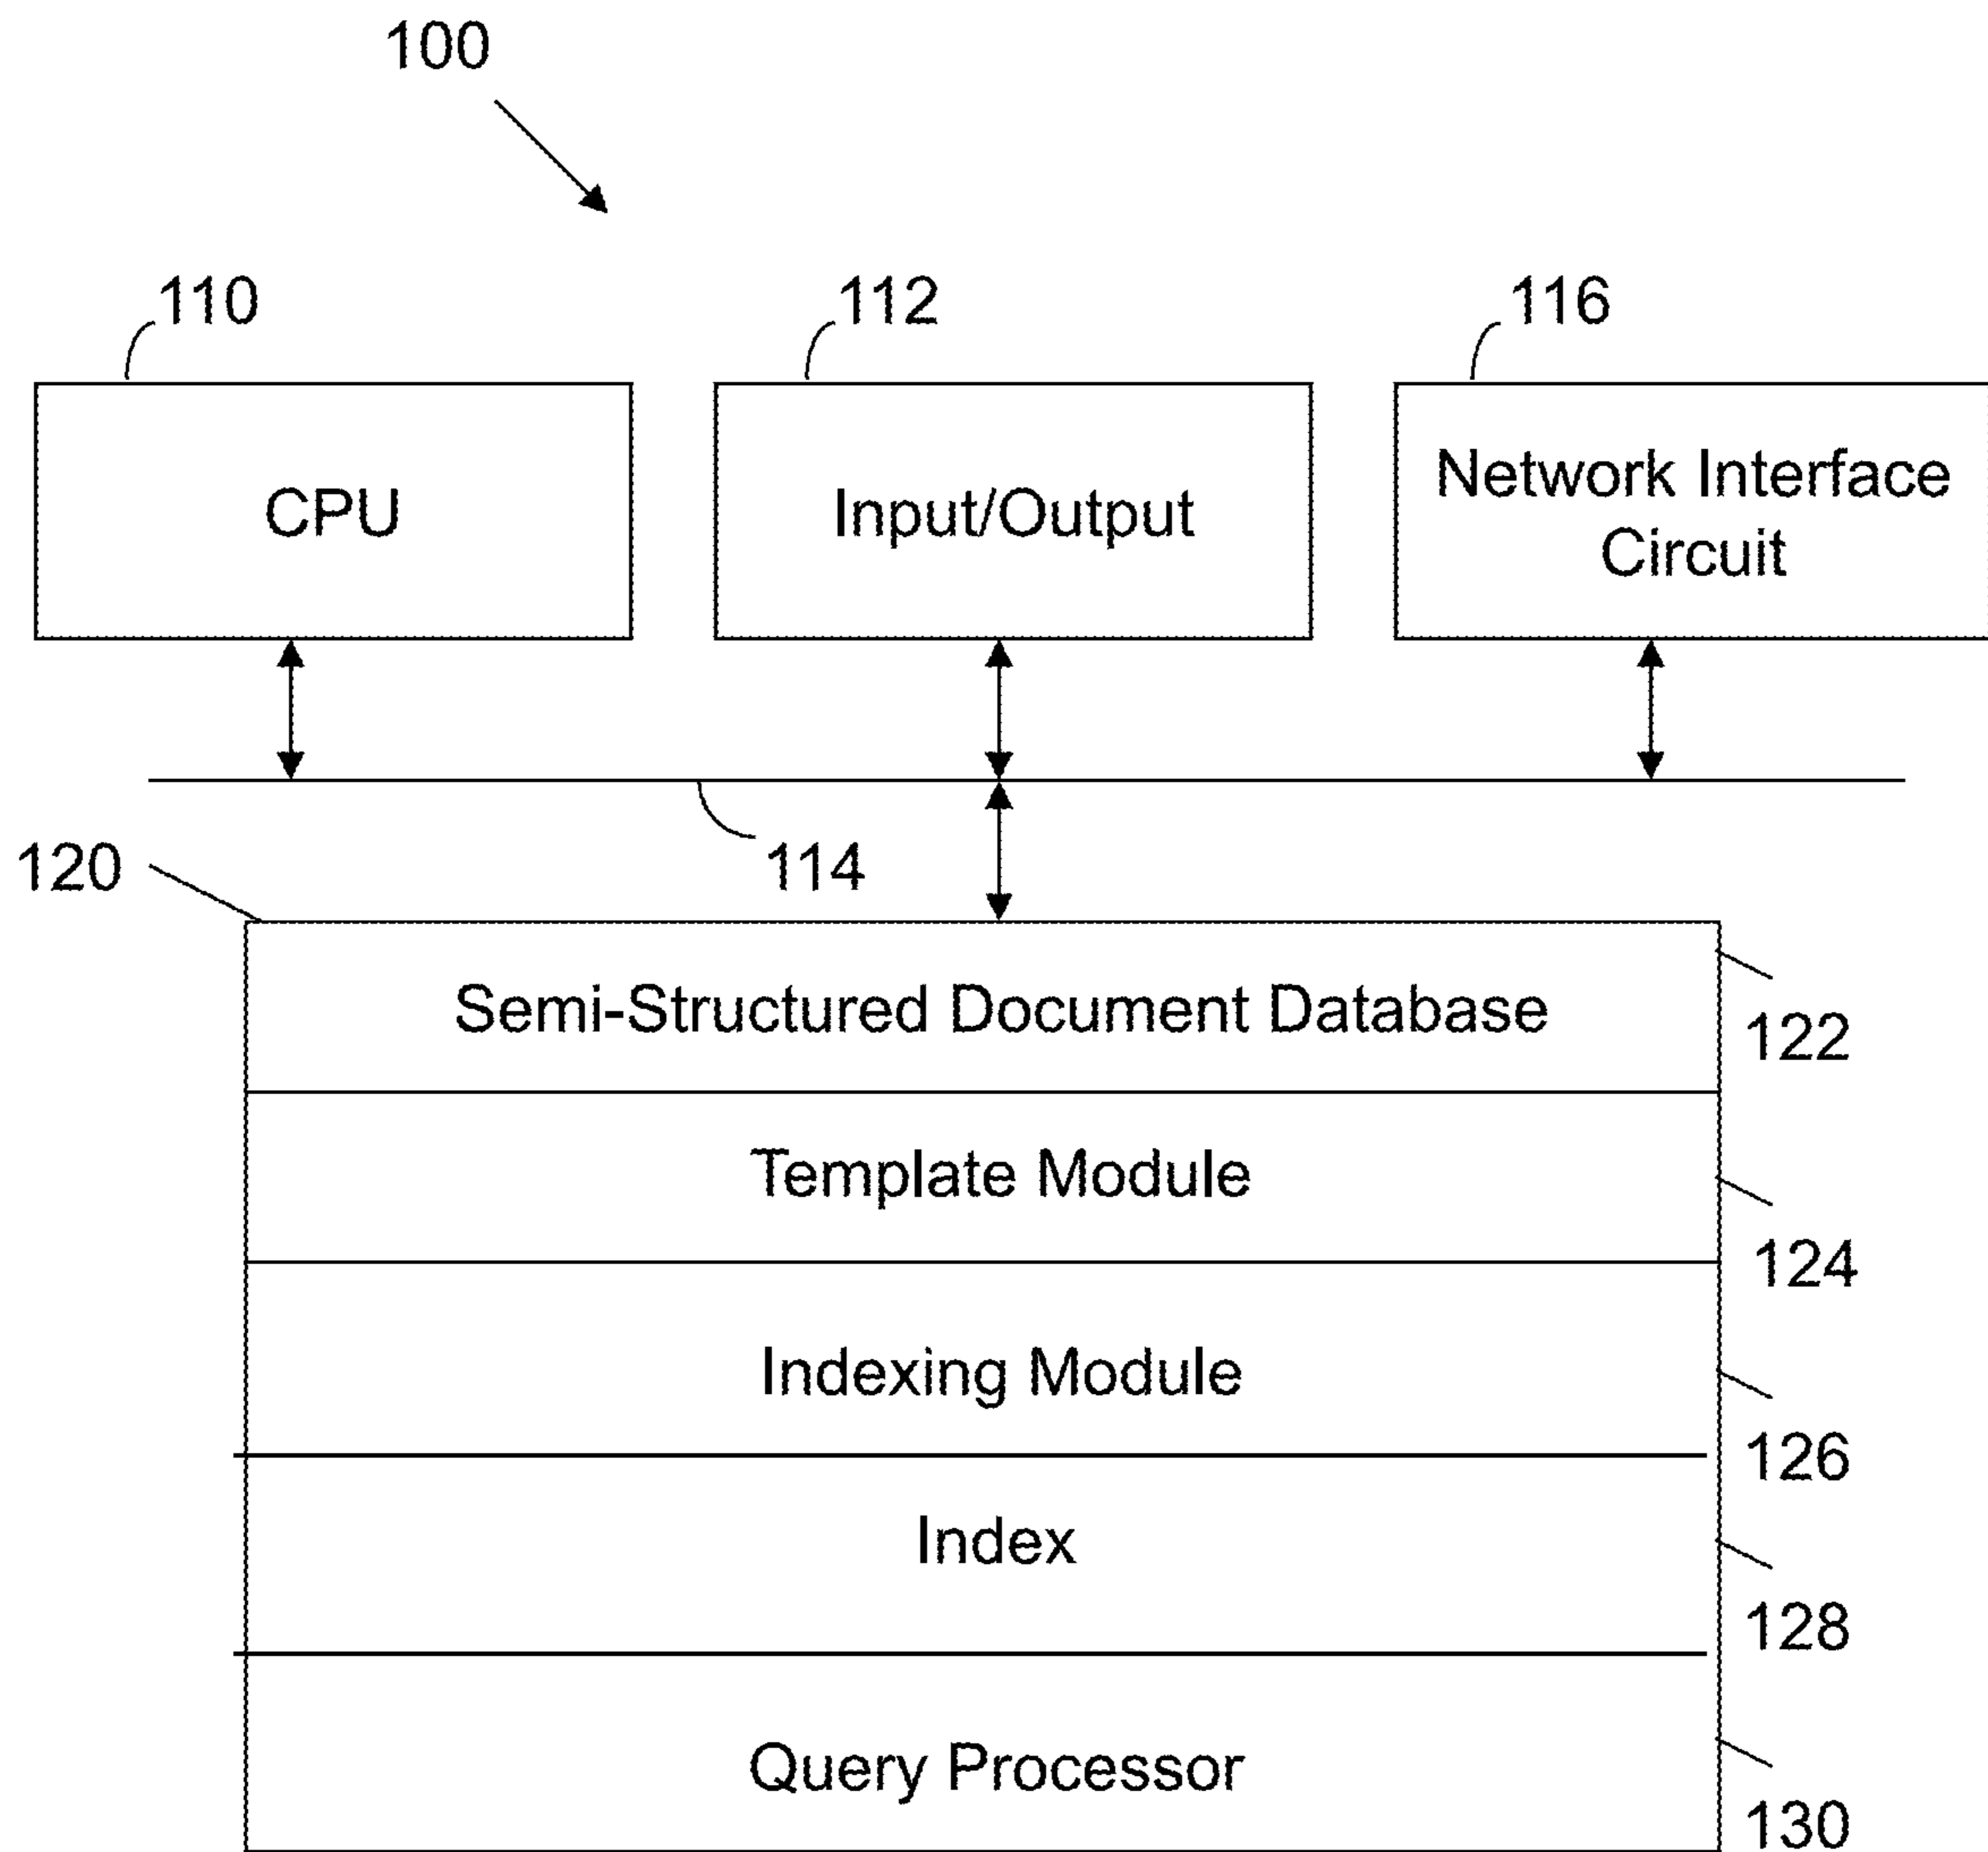 100
110
112
116
CPU
Input/Output
Network Interface
Circuit
114
120
Semi-Structured Document Database
122
Template Module
124
Indexing Module
126
Index
128
Query Processor
130